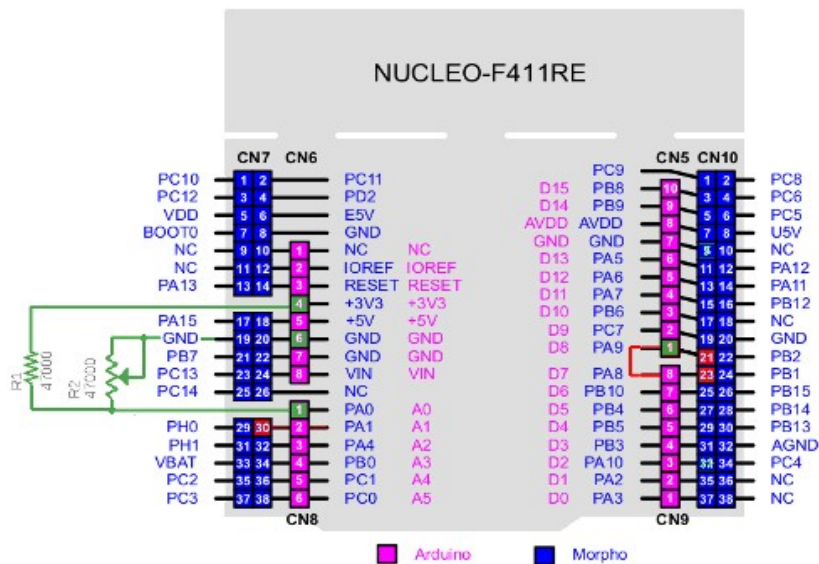 NUCLEO-F411RE
CN7 CN6 CN5 CN10
PC9
PC10 1 2 PC11 D15 PB8 10 1 2 PC8
PC12 3 4 PD2 D14 PB9 9 3 4 PC6
VDD 5 6 E5V AVDD AVDD 8 5 6 PC5
BOOT0 7 8 GND GND GND 7 7 8 U5V
NC 9 10 1 NC NC D13 PA5 6 9 10 NC
NC 11 12 2 IOREF IOREF D12 PA6 5 11 12 PA12
PA13 13 14 3 RESET RESET D11 PA7 4 13 14 PA11
4 +3V3 +3V3 D10 PB6 3 15 16 PB12
PA15 17 18 5 +5V +5V D9 PC7 2 17 18 NC
GND 19 20 6 GND GND D8 PA9 1 19 20 GND
PB7 21 22 7 GND GND 21 22 PB2
PC13 23 24 8 VIN VIN D7 PA8 8 23 24 PB1
PC14 25 26 NC D6 PB10 7 25 26 PB15
1 PA0 A0 D5 PB4 6 27 28 PB14
PH0 29 30 2 PA1 A1 D4 PB5 5 29 30 PB13
PH1 31 32 3 PA4 A2 D3 PB3 4 31 32 AGND
VBAT 33 34 4 PB0 A3 D2 PA10 3 33 34 PC4
PC2 35 36 5 PC1 A4 D1 PA2 2 35 36 NC
PC3 37 38 6 PC0 A5 D0 PA3 1 37 38 NC
CN8 CN9
R1
47000
R2
47000
Arduino Morpho